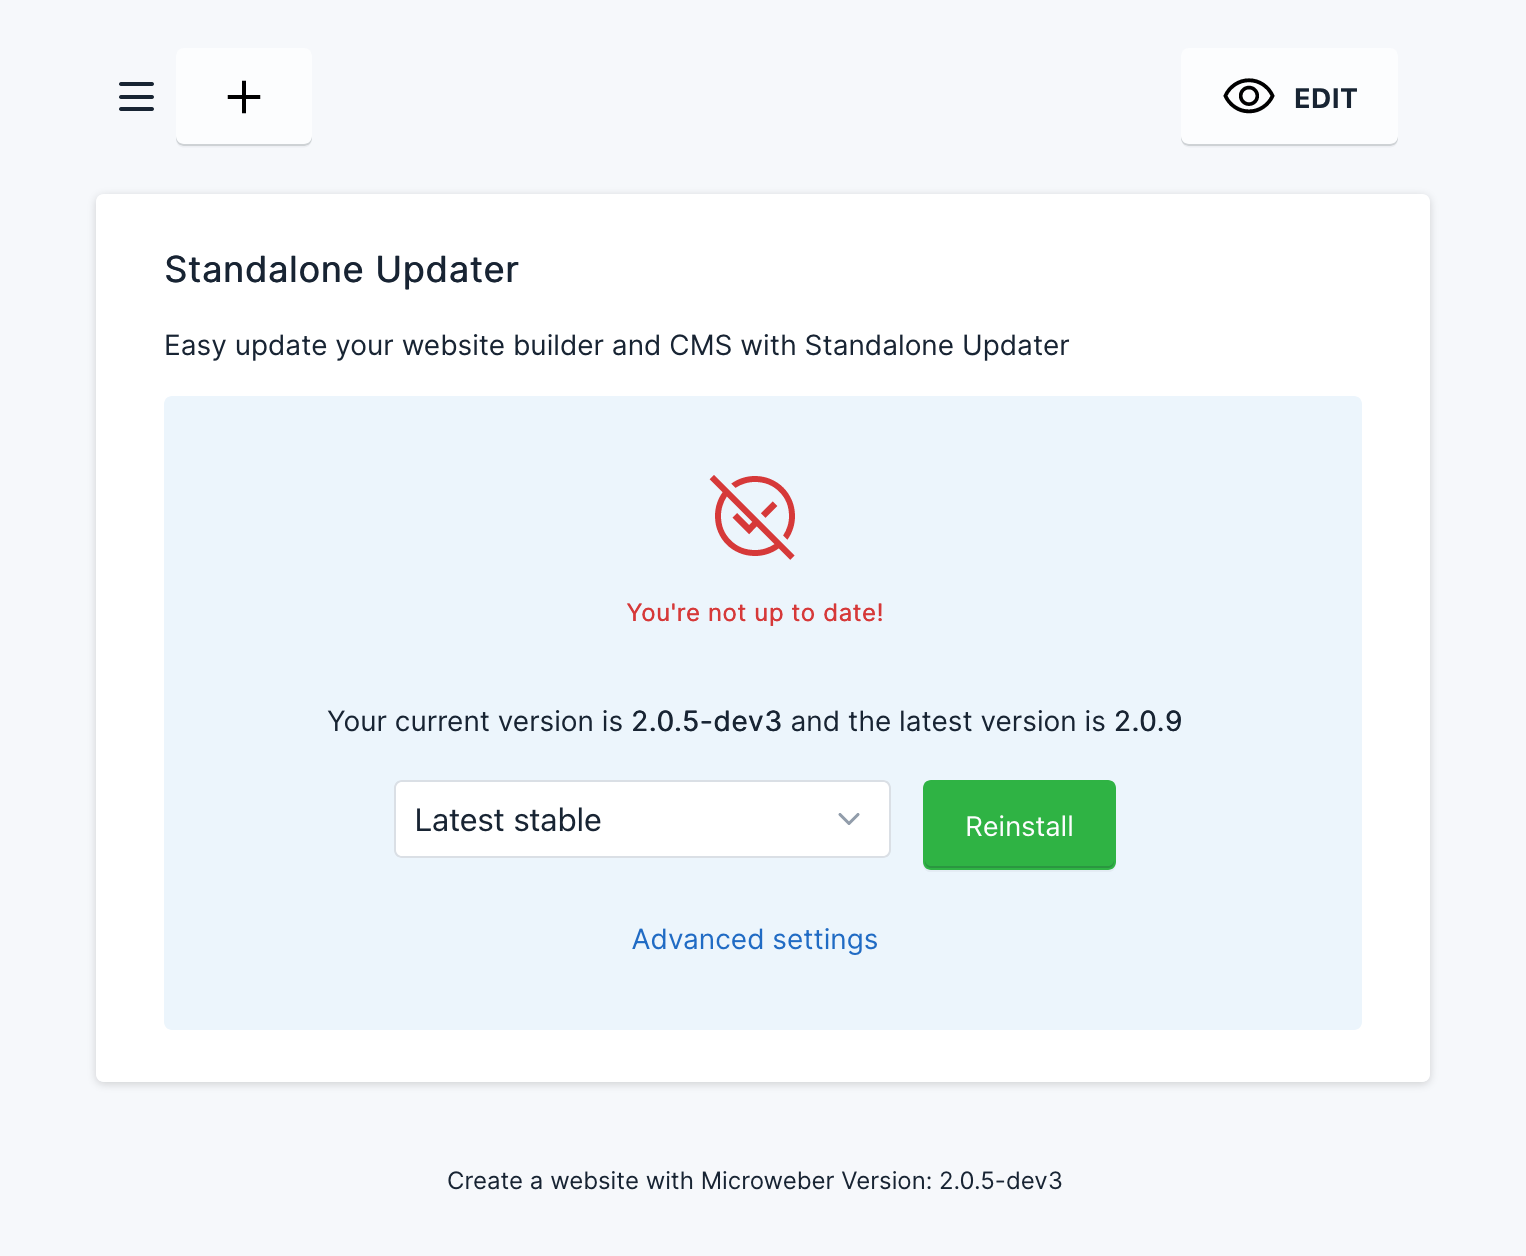 EDIT
Standalone Updater
Easy update your website builder and CMS with Standalone Updater
You're not up to date!
Your current version is 2.0.5-dev3 and the latest version is 2.0.9
Latest stable
Reinstall
Advanced settings
Create a website with Microweber Version: 2.0.5-dev3